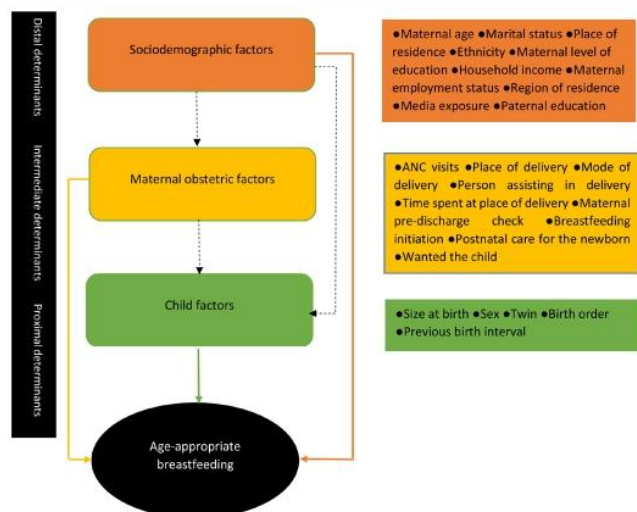 Distal determinants
Intermediate determinants
Proximal determinants
Sociodemographic factors
Maternal obstetric factors
Child factors
Age-appropriate
breastfeeding
●Maternal age ●Marital status ●Place of
residence ●Ethnicity ●Maternal level of
education ●Household income ●Maternal
employment status ●Region of residence
●Media exposure ●Paternal education
●ANC visits ●Place of delivery ●Mode of
delivery ●Person assisting in delivery
●Time spent at place of delivery ●Maternal
pre-discharge check ●Breastfeeding
initiation ●Postnatal care for the newborn
●Wanted the child
●Size at birth ●Sex ●Twin ●Birth order
●Previous birth interval